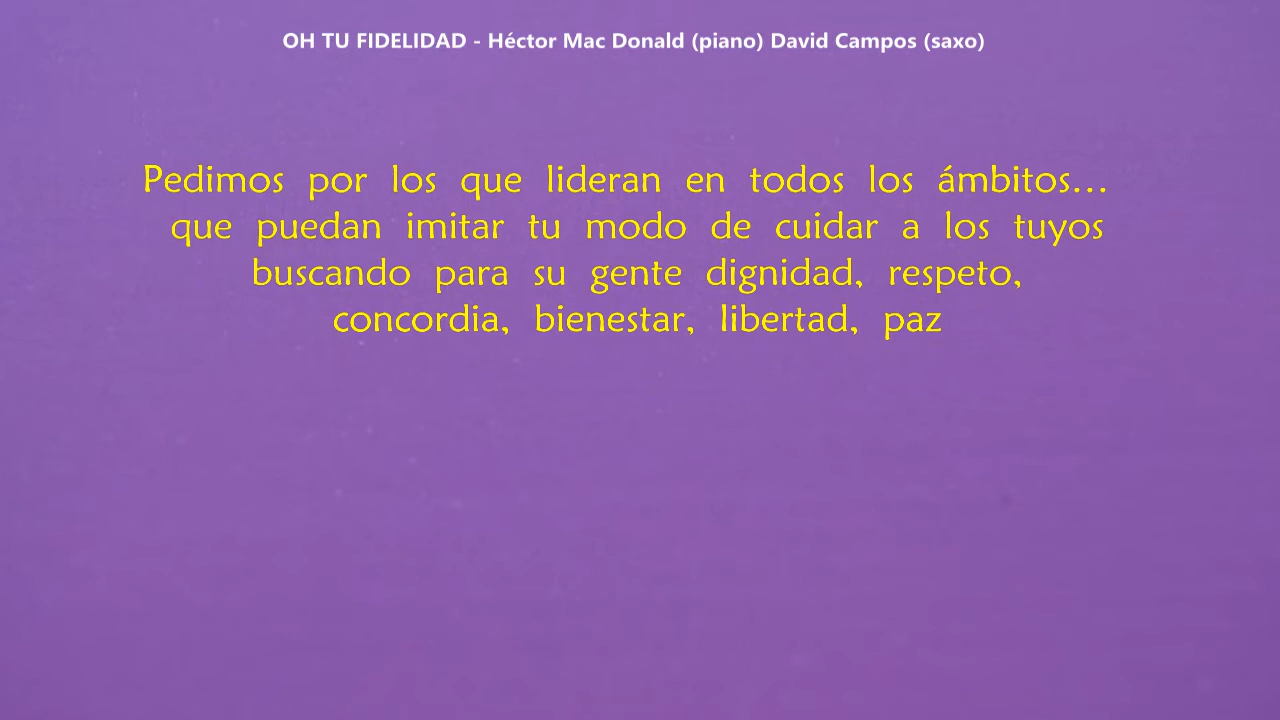 OH TU FIDELIDAD - Héctor Mac Donald (piano) David Campos (saxo)
Pedimos por los que lideran en todos los ámbitos...
que puedan imitar tu modo de cuidar a los tuyos
buscando para su gente dignidad, respeto,
concordia, bienestar, libertad, paz